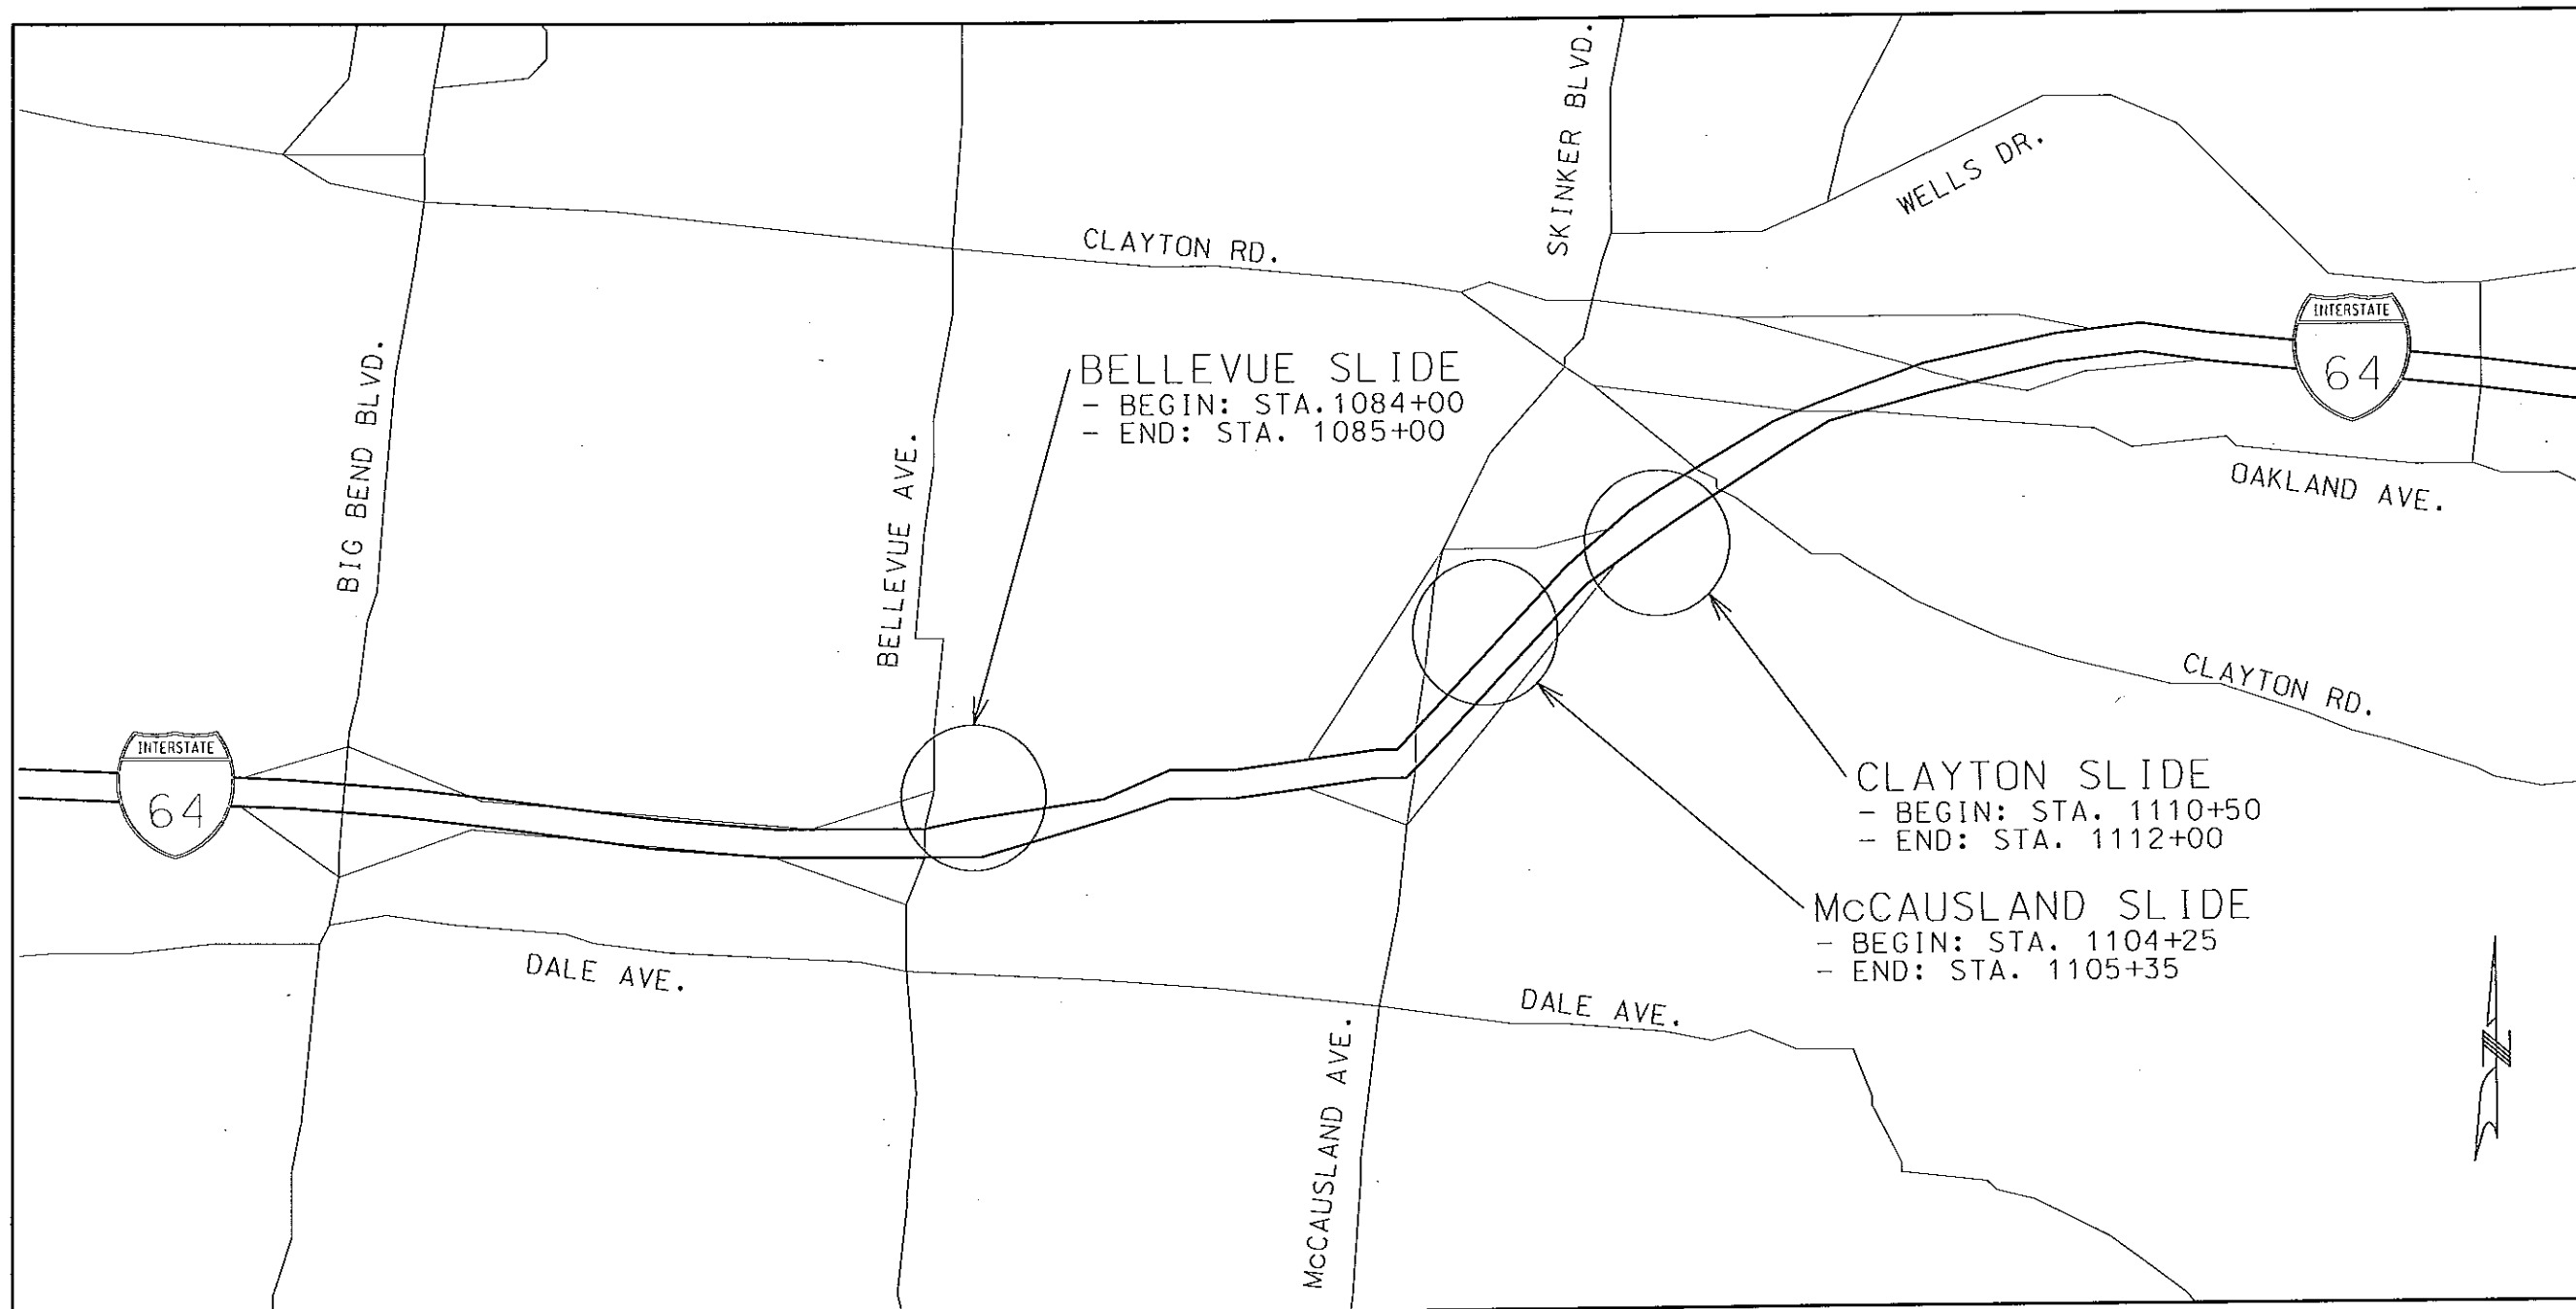 SKINKER BLVD.
WELLS DR.
CLAYTON RD.
INTERSTATE
64
BIG BEND BLVD.
BELLEVUE AVE.
BELLEVUE SLIDE
- BEGIN: STA.1084+00
- END: STA. 1085+00
OAKLAND AVE.
CLAYTON RD.
INTERSTATE
64
CLAYTON SLIDE
- BEGIN: STA. 1110+50
- END: STA. 1112+00
McCAUSLAND SLIDE
- BEGIN: STA. 1104+25
- END: STA. 1105+35
DALE AVE.
DALE AVE.
McCAUSLAND AVE.
N